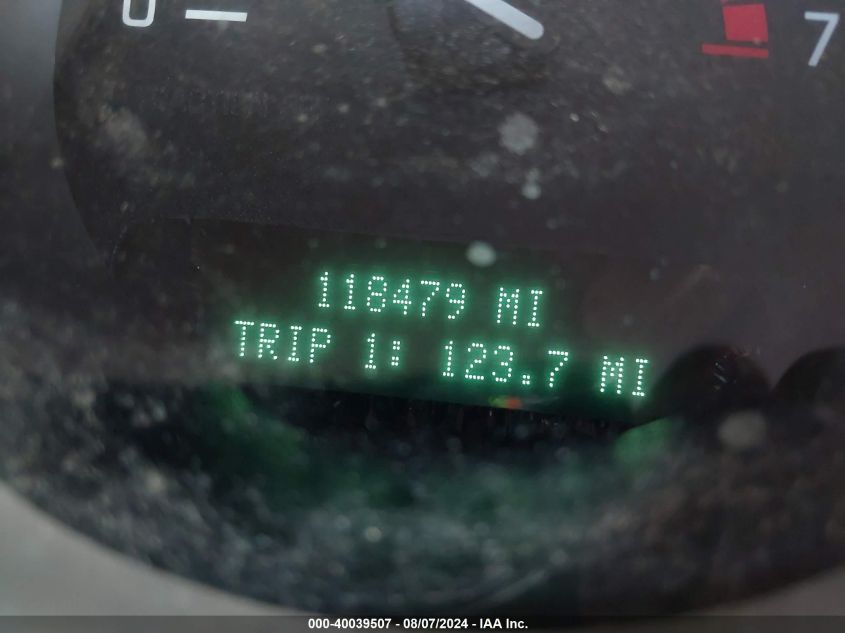 0
7
118479 MI
TRIP 1: 123.7 MI
000-40039507 - 08/07/2024 - IAA Inc.